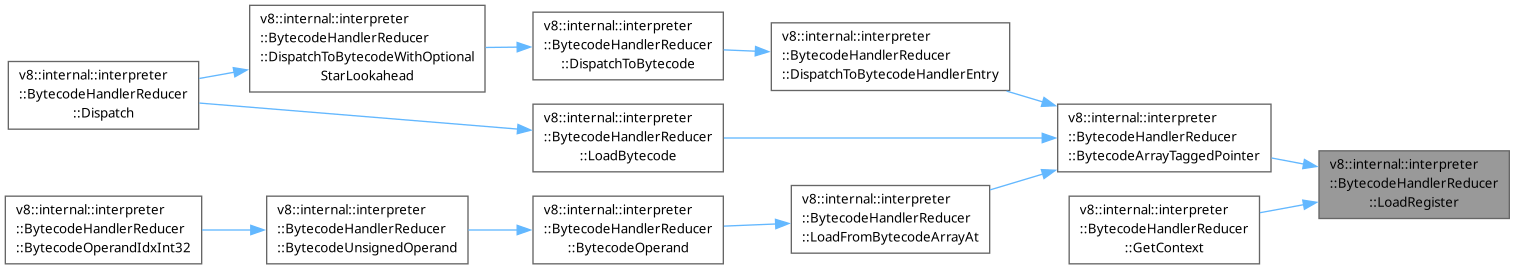 v8::internal::interpreter
::BytecodeHandlerReducer
::Dispatch
v8::internal::interpreter
::BytecodeHandlerReducer
::DispatchToBytecodeWithOptional
StarLookahead
v8::internal::interpreter
::BytecodeHandlerReducer
::DispatchToBytecode
v8::internal::interpreter
::BytecodeHandlerReducer
::DispatchToBytecodeHandlerEntry
v8::internal::interpreter
::BytecodeHandlerReducer
::LoadBytecode
v8::internal::interpreter
::BytecodeHandlerReducer
::BytecodeArrayTaggedPointer
v8::internal::interpreter
::BytecodeHandlerReducer
::LoadRegister
v8::internal::interpreter
::BytecodeHandlerReducer
::BytecodeOperandIdxInt32
v8::internal::interpreter
::BytecodeHandlerReducer
::BytecodeUnsignedOperand
v8::internal::interpreter
::BytecodeHandlerReducer
::BytecodeOperand
v8::internal::interpreter
::BytecodeHandlerReducer
::LoadFromBytecodeArrayAt
v8::internal::interpreter
::BytecodeHandlerReducer
::GetContext